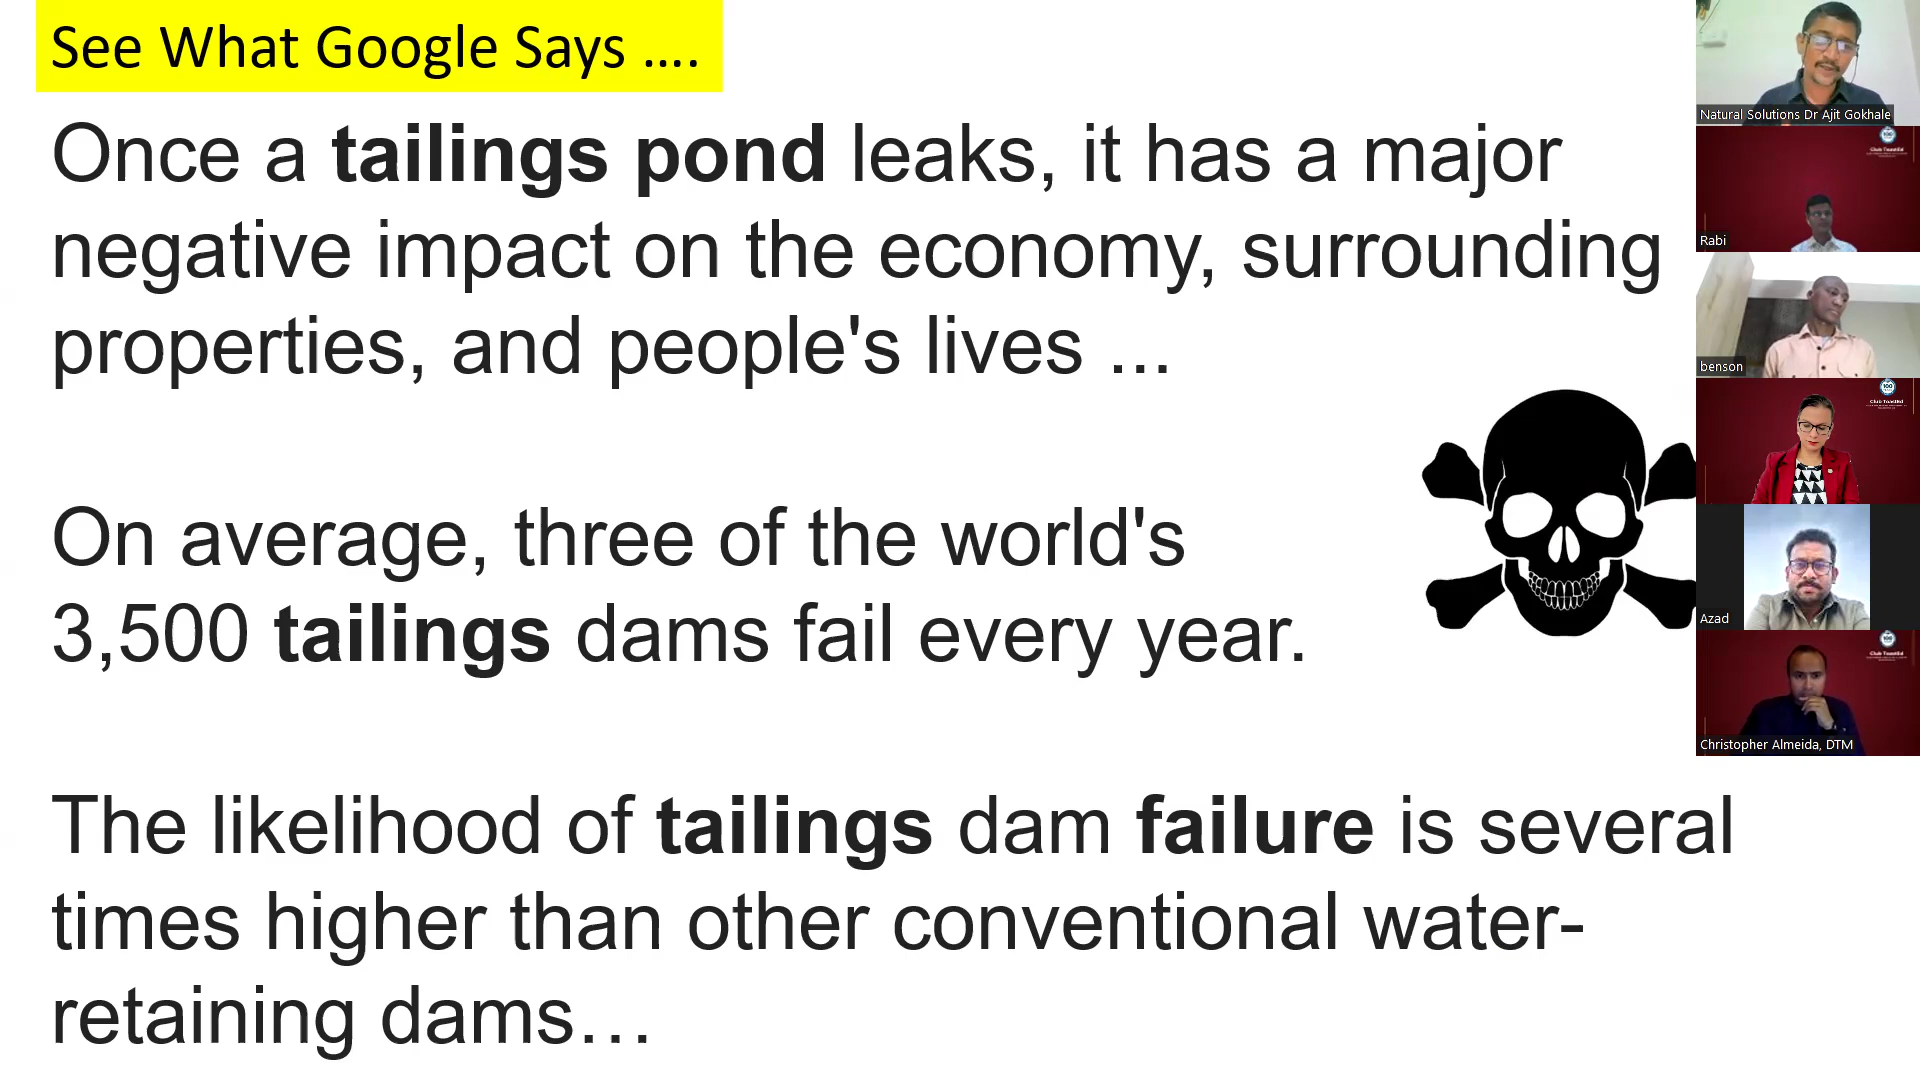 See What Google Says ....
Once a tailings pond leaks, it has a major
negative impact on the economy, surrounding
properties, and people's lives ...
On average, three of the world's
3,500 tailings dams fail every year.
The likelihood of tailings dam failure is several
times higher than other conventional water-
retaining dams…
Natural Solutions Dr Ajit Gokhale
Rabi
benson
Azad
Christopher Almeida, DTM